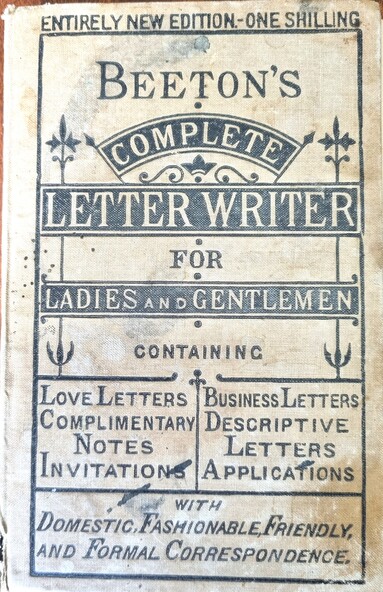 ENTIRELY NEW EDITION.-ONE SHILLING
BEETON'S
COMPLETE
LETTER WRITER
FOR
LADIES AND GENTLEMEN
CONTAINING
LOVE LETTERS
COMPLIMENTARY
NOTES
INVITATIONS
BUSINESS LETTERS
DESCRIPTIVE
LETTERS
APPLICATIONS
WITH
DOMESTIC, FASHIONABLE, FRIENDLY,
AND FORMAL CORRESPONDENCE.